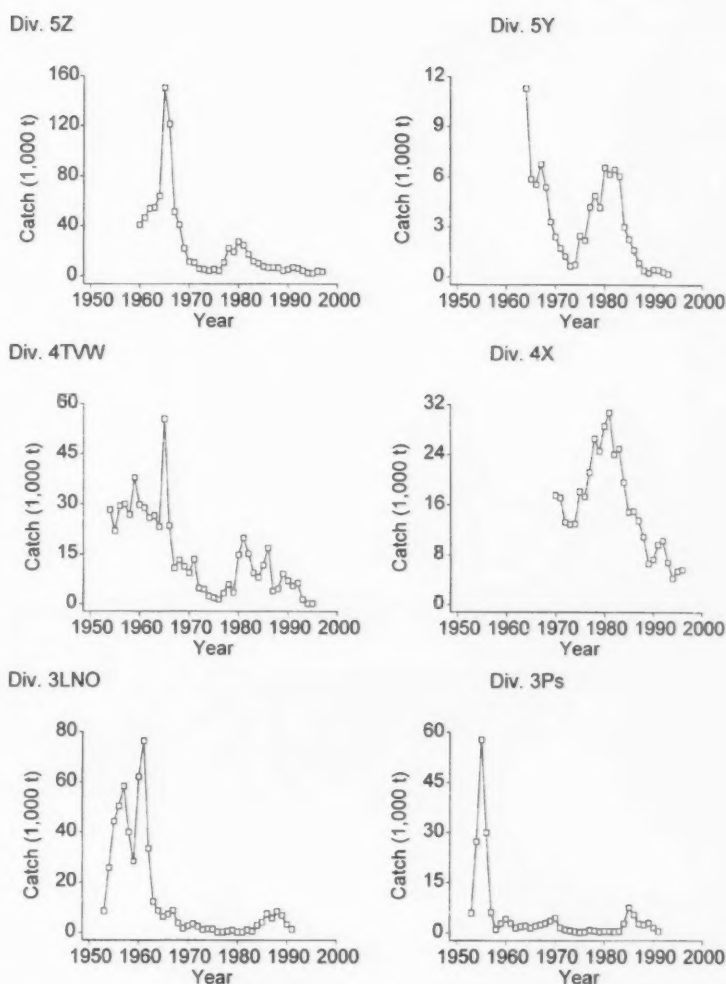 Div. 5Z
160
120
80
40
0
Catch (1,000 t)
1950 1960 1970 1980 1990 2000
Year
Div. 5Y
12
9
6
3
0
Catch (1,000 t)
1950 1960 1970 1980 1990 2000
Year
Div. 4TVW
60
45
30
15
0
Catch (1,000 t)
1950 1960 1970 1980 1990 2000
Year
Div. 4X
32
24
16
8
0
Catch (1,000 t)
1950 1960 1970 1980 1990 2000
Year
Div. 3LNO
80
60
40
20
0
Catch (1,000 t)
1950 1960 1970 1980 1990 2000
Year
Div. 3Ps
60
45
30
15
0
Catch (1,000 t)
1950 1960 1970 1980 1990 2000
Year